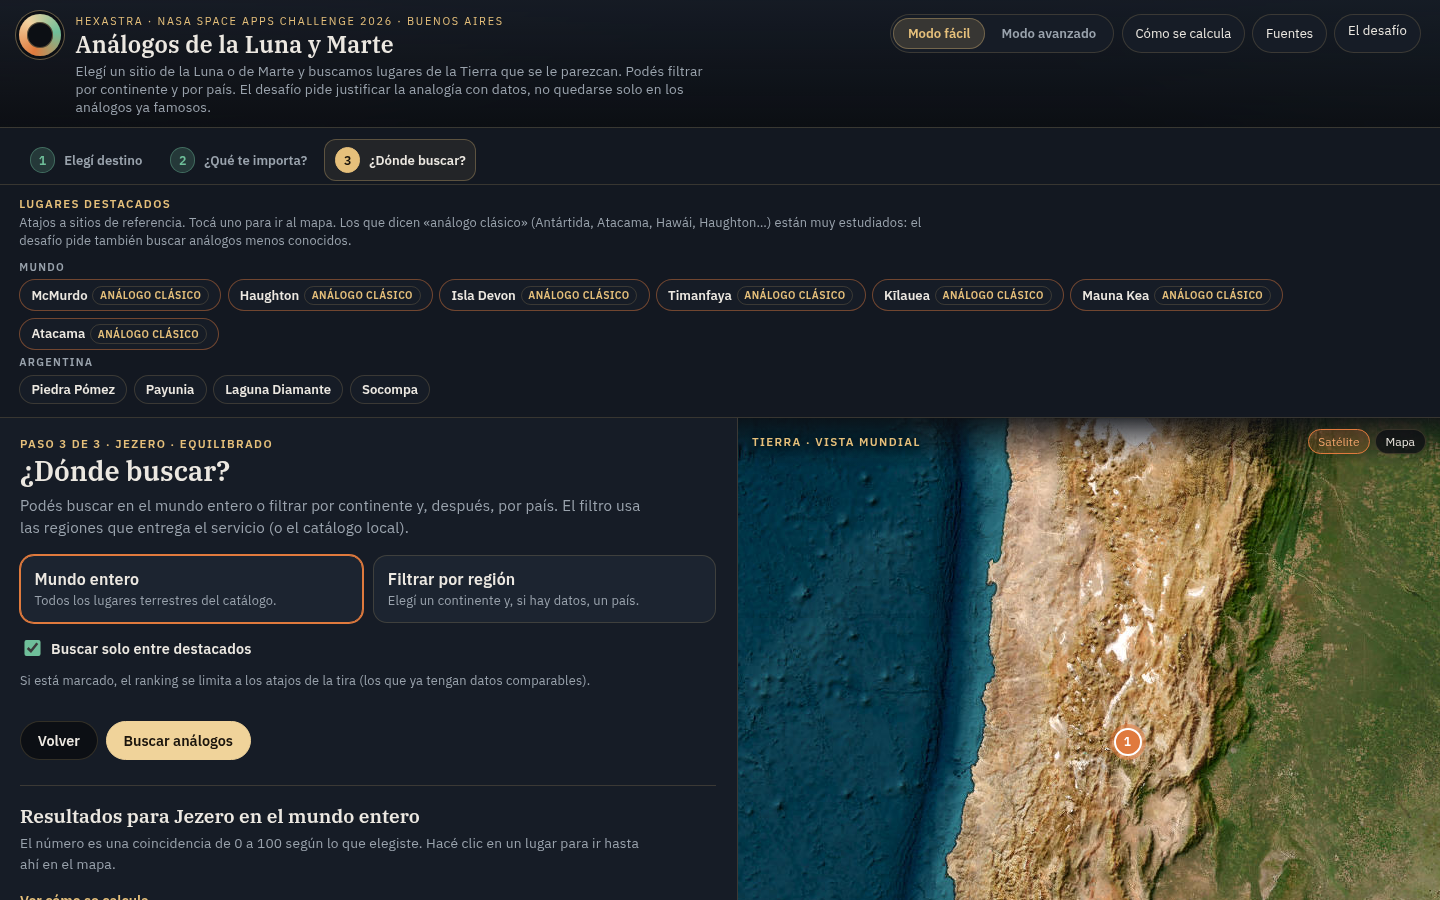 HEXASTRA · NASA SPACE APPS CHALLENGE 2026 · BUENOS AIRES
Análogos de la Luna y Marte
Elegí un sitio de la Luna o de Marte y buscamos lugares de la Tierra que se le parezcan. Podés filtrar
por continente y por país. El desafío pide justificar la analogía con datos, no quedarse solo en los
análogos ya famosos.
Modo fácil
Modo avanzado
Cómo se calcula
Fuentes
El desafío
1 Elegí destino
2 ¿Qué te importa?
3 ¿Dónde buscar?
LUGARES DESTACADOS
Atajos a sitios de referencia. Tocá uno para ir al mapa. Los que dicen «análogo clásico» (Antártida, Atacama, Hawái, Haughton…) están muy estudiados: el
desafío pide también buscar análogos menos conocidos.
MUNDO
McMurdo ANÁLOGO CLÁSICO
Haughton ANÁLOGO CLÁSICO
Isla Devon ANÁLOGO CLÁSICO
Timanfaya ANÁLOGO CLÁSICO
Kīlauea ANÁLOGO CLÁSICO
Mauna Kea ANÁLOGO CLÁSICO
Atacama ANÁLOGO CLÁSICO
ARGENTINA
Piedra Pómez
Payunia
Laguna Diamante
Socompa
PASO 3 DE 3 · JEZERO · EQUILIBRADO
¿Dónde buscar?
Podés buscar en el mundo entero o filtrar por continente y, después, por país. El filtro usa
las regiones que entrega el servicio (o el catálogo local).
Mundo entero
Todos los lugares terrestres del catálogo.
Filtrar por región
Elegí un continente y, si hay datos, un país.
Buscar solo entre destacados
Si está marcado, el ranking se limita a los atajos de la tira (los que ya tengan datos comparables).
Volver
Buscar análogos
Resultados para Jezero en el mundo entero
El número es una coincidencia de 0 a 100 según lo que elegiste. Hacé clic en un lugar para ir hasta
ahí en el mapa.
Ver cómo se calcula
TIERRA · VISTA MUNDIAL
Satélite
Mapa
1